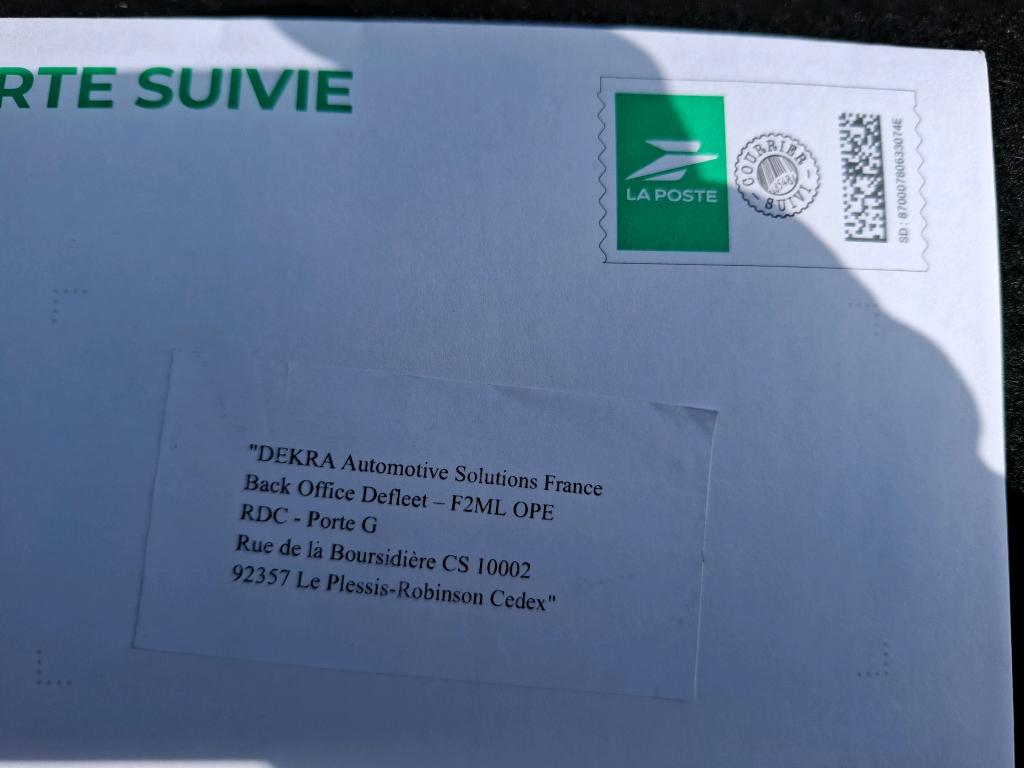 RTE SUIVIE
LA POSTE
COURRIER
SUIVI
SD : 87000780633074E
"DEKRA Automotive Solutions France
Back Office Defleet – F2ML OPE
RDC - Porte G
Rue de la Boursidière CS 10002
92357 Le Plessis-Robinson Cedex"